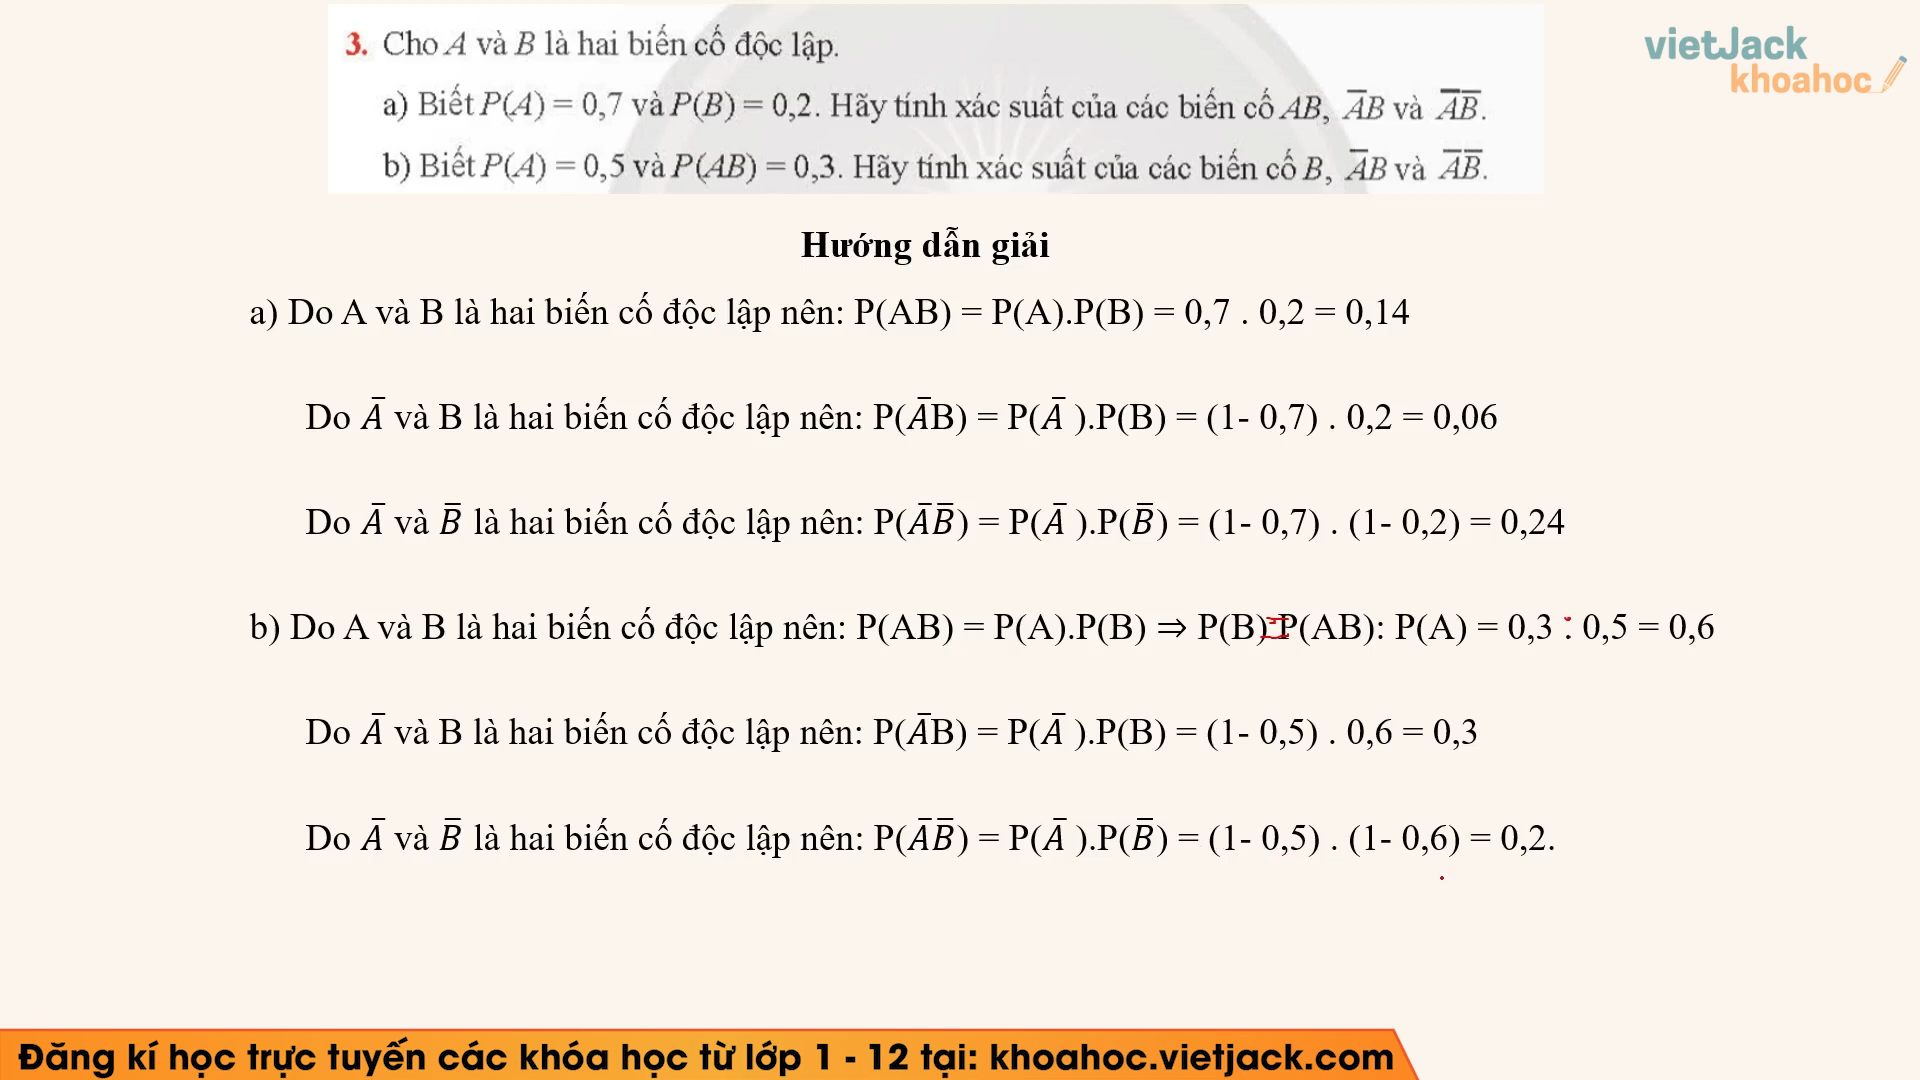 3. Cho A và B là hai biến cố độc lập.
a) Biết P(A) = 0,7 và P(B) = 0,2. Hãy tính xác suất của các biến cố AB, A̅B và A̅B̅.
b) Biết P(A) = 0,5 và P(AB) = 0,3. Hãy tính xác suất của các biến cố B, A̅B và A̅B̅.
vietJack
khoahoc
Hướng dẫn giải
a) Do A và B là hai biến cố độc lập nên: P(AB) = P(A).P(B) = 0,7 . 0,2 = 0,14
Do A̅ và B là hai biến cố độc lập nên: P(A̅B) = P(A̅ ).P(B) = (1- 0,7) . 0,2 = 0,06
Do A̅ và B̅ là hai biến cố độc lập nên: P(A̅B̅) = P(A̅ ).P(B̅) = (1- 0,7) . (1- 0,2) = 0,24
b) Do A và B là hai biến cố độc lập nên: P(AB) = P(A).P(B) ⇒ P(B)=P(AB): P(A) = 0,3 : 0,5 = 0,6
Do A̅ và B là hai biến cố độc lập nên: P(A̅B) = P(A̅ ).P(B) = (1- 0,5) . 0,6 = 0,3
Do A̅ và B̅ là hai biến cố độc lập nên: P(A̅B̅) = P(A̅ ).P(B̅) = (1- 0,5) . (1- 0,6) = 0,2.
Đăng kí học trực tuyến các khóa học từ lớp 1 - 12 tại: khoahoc.vietjack.com